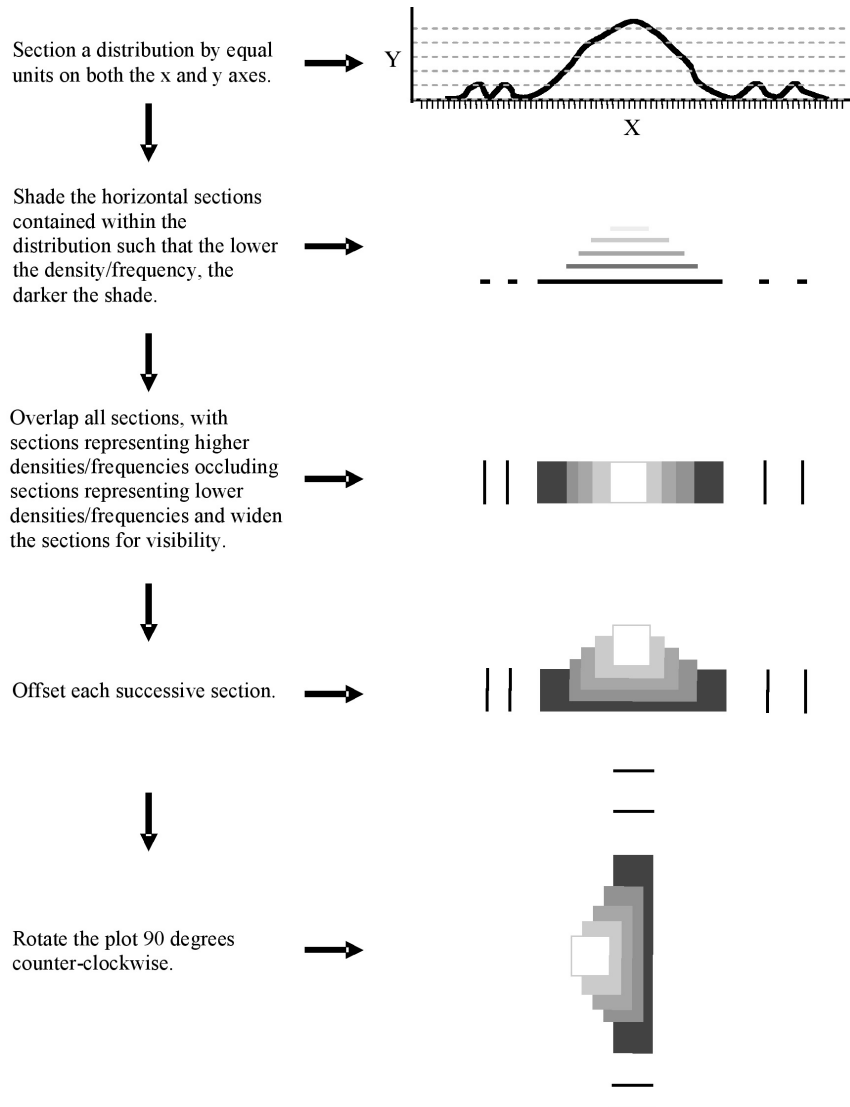 Section a distribution by equal
units on both the x and y axes.
Y
X
Shade the horizontal sections
contained within the
distribution such that the lower
the density/frequency, the
darker the shade.
Overlap all sections, with
sections representing higher
densities/frequencies occluding
sections representing lower
densities/frequencies and widen
the sections for visibility.
Offset each successive section.
Rotate the plot 90 degrees
counter-clockwise.